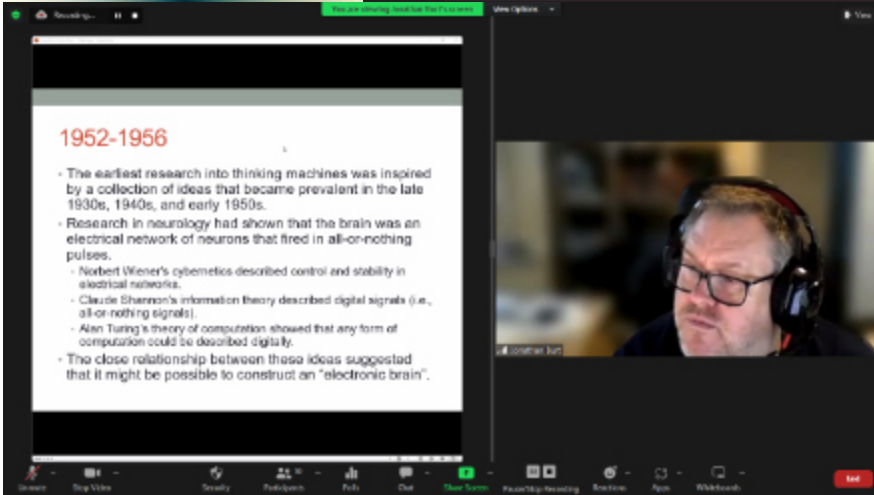 Recording...
You are viewing Jonathan Burt's screen
View Options
View
1952-1956
The earliest research into thinking machines was inspired
by a collection of ideas that became prevalent in the late
1930s, 1940s, and early 1950s.
Research in neurology had shown that the brain was an
electrical network of neurons that fired in all-or-nothing
pulses.
Norbert Wiener's cybernetics described control and stability in
electrical networks.
Claude Shannon's information theory described digital signals (i.e.,
all-or-nothing signals).
Alan Turing's theory of computation showed that any form of
computation could be described digitally.
The close relationship between these ideas suggested
that it might be possible to construct an "electronic brain".
Jonathan Burt
Unmute Stop Video Security Participants Polls Chat Share Screen Pause/Stop Recording Reactions Apps Whiteboards End